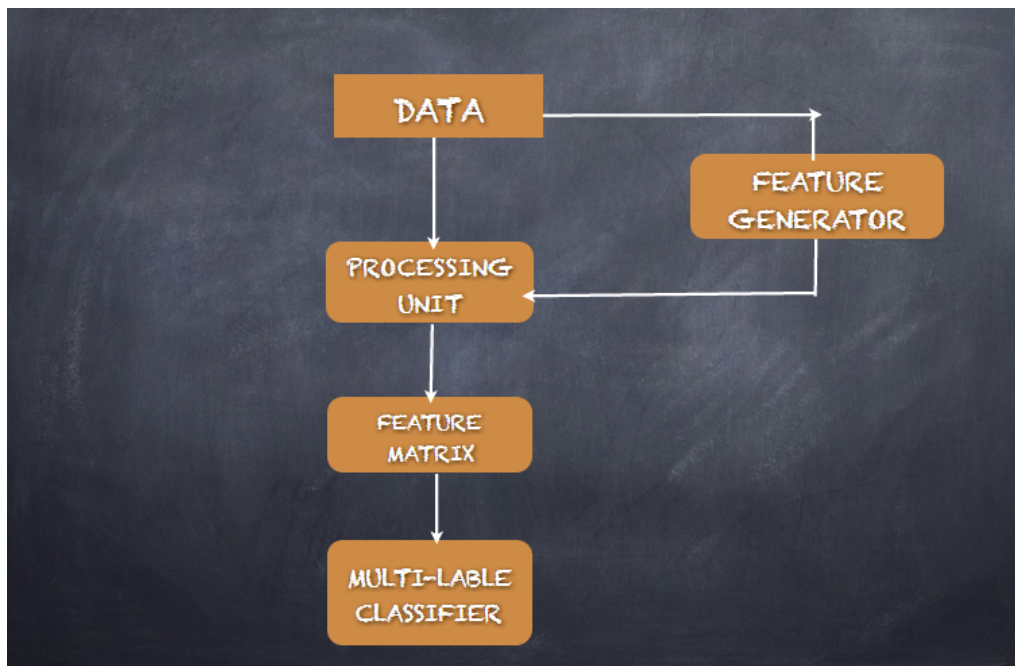 DATA
FEATURE
GENERATOR
PROCESSING
UNIT
FEATURE
MATRIX
MULTI-LABLE
CLASSIFIER